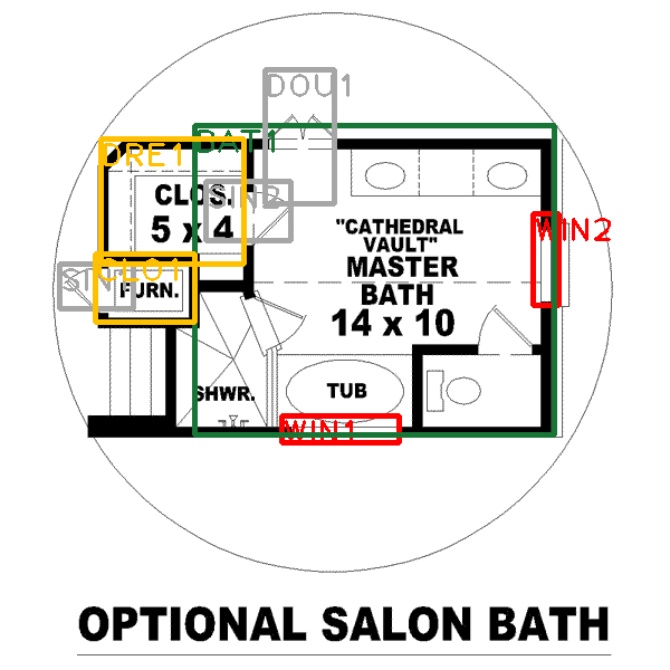 DOU1
BAT1
DRE1
CLOS.
SIN2
5 x 4
WIN2
"CATHEDRAL
VAULT"
MASTER
BATH
14 x 10
CLO1
SIN1
FURN.
SHWR.
TUB
WIN1
OPTIONAL SALON BATH